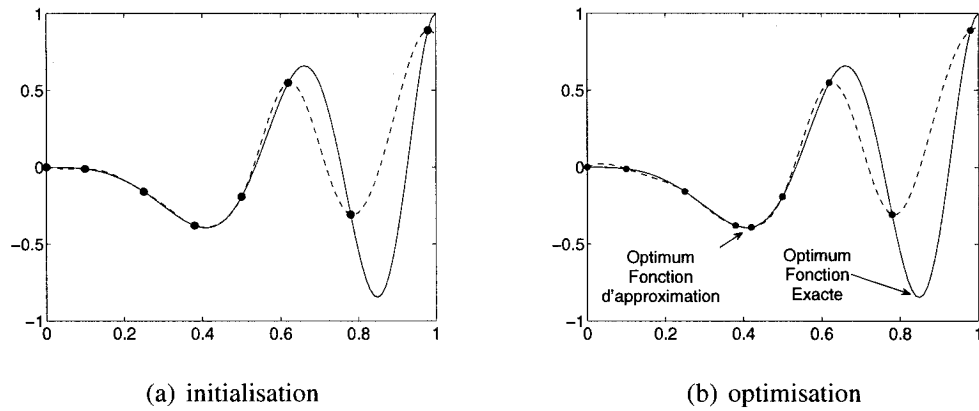 1
0.5
0
−0.5
−1
0
0.2
0.4
0.6
0.8
1
(a) initialisation
1
0.5
0
−0.5
−1
0
0.2
0.4
0.6
0.8
1
Optimum
Fonction
d'approximation
Optimum
Fonction
Exacte
(b) optimisation